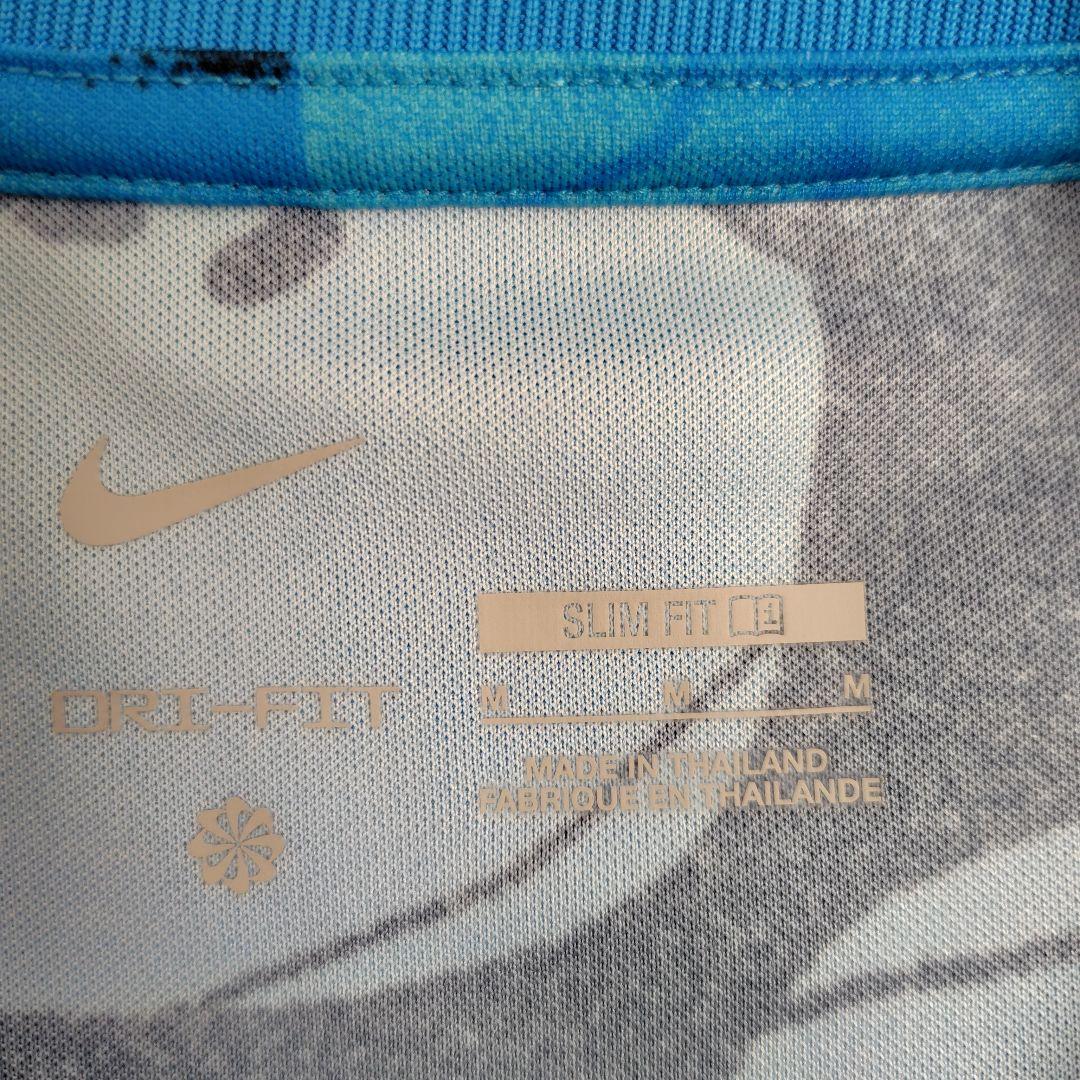 SLIM FIT
DRI-FIT
M M M
MADE IN THAILAND
FABRIQUE EN THAILANDE